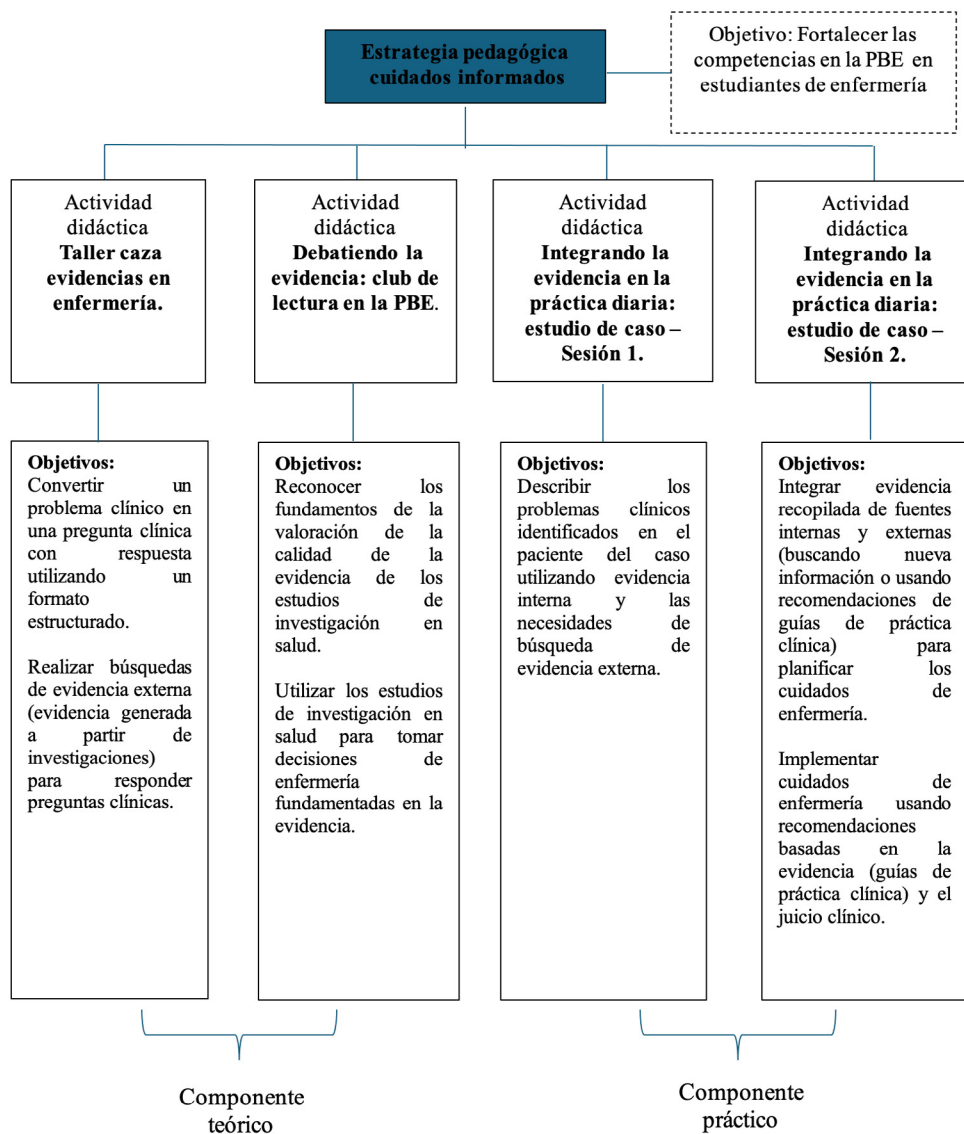 Estrategia pedagógica
cuidados informados
Objetivo: Fortalecer las
competencias en la PBE en
estudiantes de enfermería
Actividad
didáctica
Taller caza
evidencias en
enfermería.
Actividad
didáctica
Debatiendo la
evidencia: club de
lectura en la PBE.
Actividad
didáctica
Integrando la
evidencia en la
práctica diaria:
estudio de caso –
Sesión 1.
Actividad
didáctica
Integrando la
evidencia en la
práctica diaria:
estudio de caso –
Sesión 2.
Objetivos:
Convertir un
problema clínico en
una pregunta clínica
con respuesta
utilizando un
formato
estructurado.
Realizar búsquedas
de evidencia externa
(evidencia generada
a partir de
investigaciones)
para responder
preguntas clínicas.
Objetivos:
Reconocer los
fundamentos de la
valoración de la
calidad de la
evidencia de los
estudios de
investigación en
salud.
Utilizar los estudios
de investigación en
salud para tomar
decisiones de
enfermería
fundamentadas en la
evidencia.
Objetivos:
Describir los
problemas clínicos
identificados en el
paciente del caso
utilizando evidencia
interna y las
necesidades de
búsqueda de
evidencia externa.
Objetivos:
Integrar evidencia
recopilada de fuentes
internas y externas
(buscando nueva
información o usando
recomendaciones de
guías de práctica
clínica) para
planificar los
cuidados de
enfermería.
Implementar
cuidados de
enfermería usando
recomendaciones
basadas en la
evidencia (guías de
práctica clínica) y el
juicio clínico.
Componente
teórico
Componente
práctico